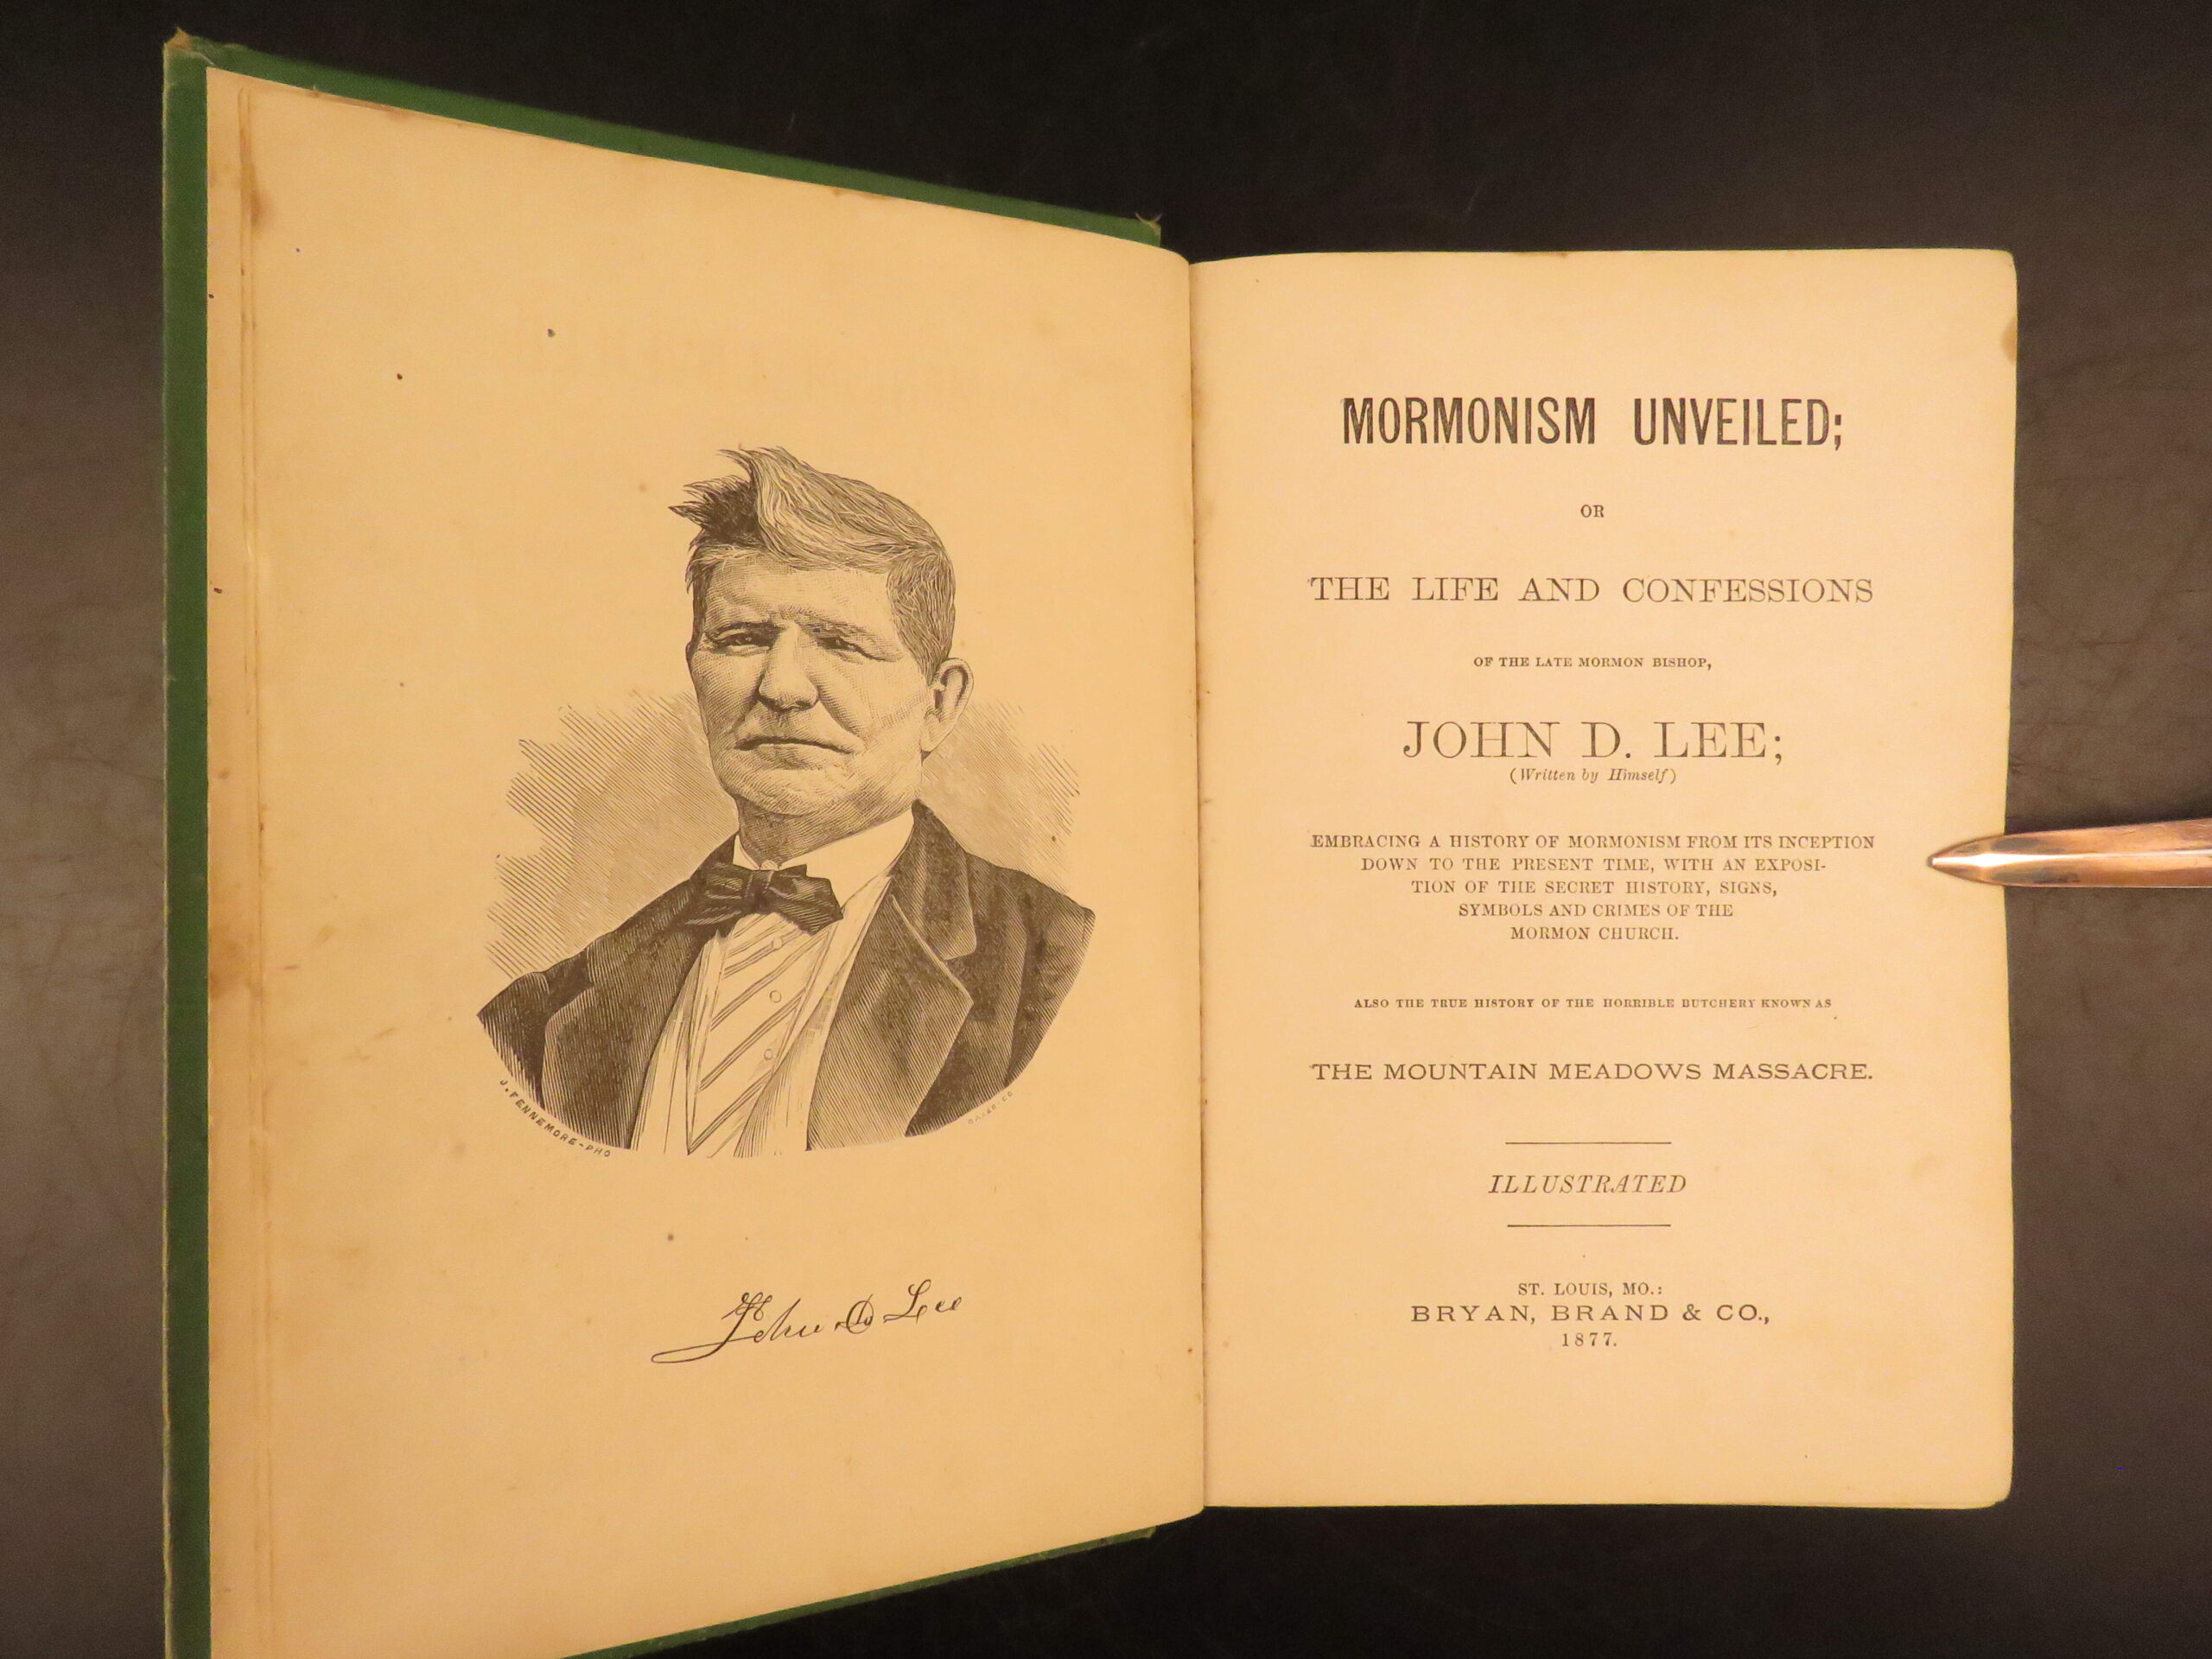 J. FENNEMORE-PHO
John D Lee
MORMONISM UNVEILED;
OR
THE LIFE AND CONFESSIONS
OF THE LATE MORMON BISHOP,
JOHN D. LEE;
(Written by Himself)
EMBRACING A HISTORY OF MORMONISM FROM ITS INCEPTION
DOWN TO THE PRESENT TIME, WITH AN EXPOSI-
TION OF THE SECRET HISTORY, SIGNS,
SYMBOLS AND CRIMES OF THE
MORMON CHURCH.
ALSO THE TRUE HISTORY OF THE HORRIBLE BUTCHERY KNOWN AS
THE MOUNTAIN MEADOWS MASSACRE.
ILLUSTRATED
ST. LOUIS, MO.:
BRYAN, BRAND & CO.,
1877.